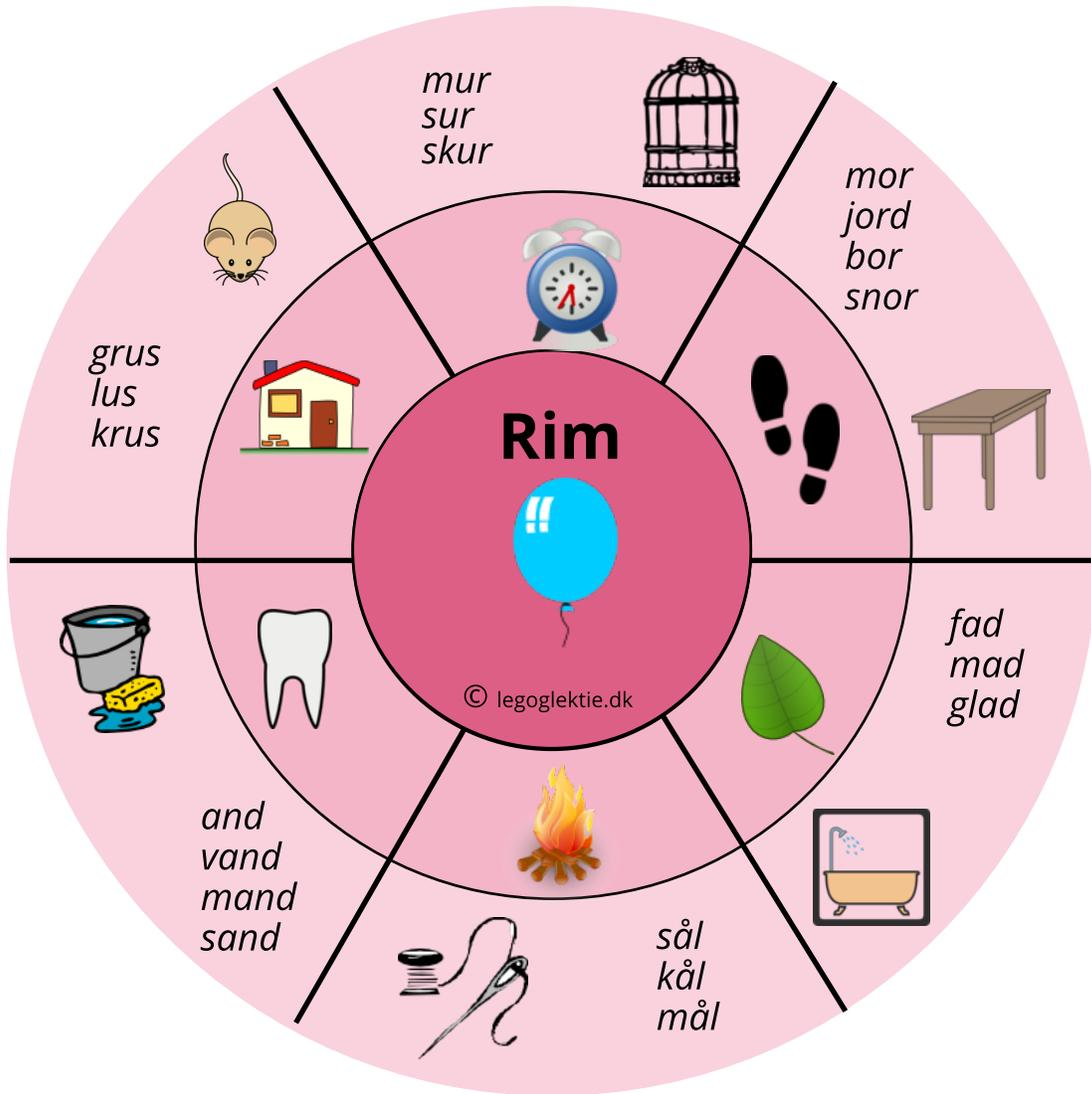 mur
sur
skur
mor
jord
bor
snor
grus
lus
krus
Rim
© legoglektie.dk
fad
mad
glad
and
vand
mand
sand
sål
kål
mål